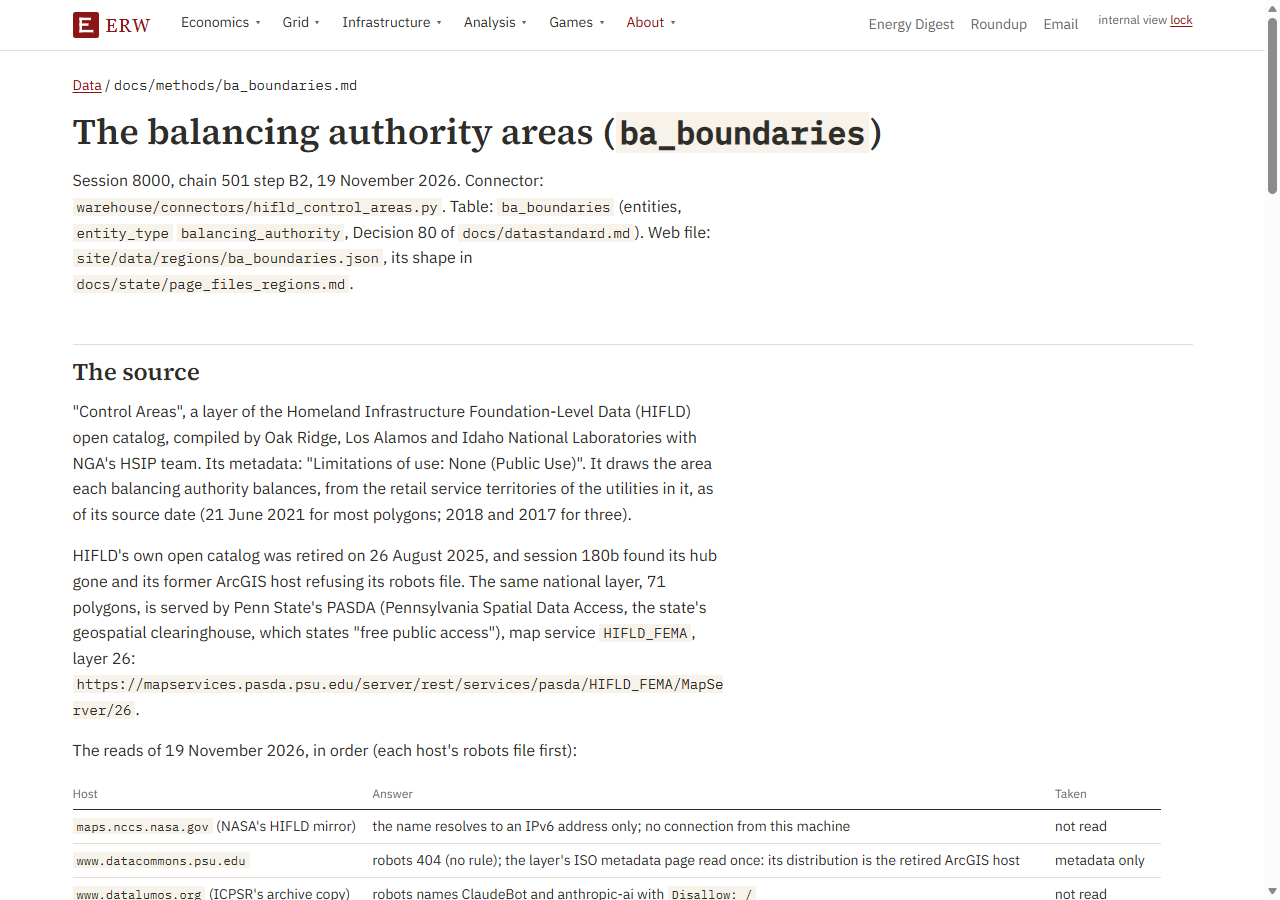 E ERW Economics Grid Infrastructure Analysis Games About Energy Digest Roundup Email internal view lock
Data / docs/methods/ba_boundaries.md
The balancing authority areas (ba_boundaries)
Session 8000, chain 501 step B2, 19 November 2026. Connector:
warehouse/connectors/hifld_control_areas.py. Table: ba_boundaries (entities,
entity_type balancing_authority, Decision 80 of docs/datastandard.md). Web file:
site/data/regions/ba_boundaries.json, its shape in
docs/state/page_files_regions.md.
The source
"Control Areas", a layer of the Homeland Infrastructure Foundation-Level Data (HIFLD)
open catalog, compiled by Oak Ridge, Los Alamos and Idaho National Laboratories with
NGA's HSIP team. Its metadata: "Limitations of use: None (Public Use)". It draws the area
each balancing authority balances, from the retail service territories of the utilities in it, as
of its source date (21 June 2021 for most polygons; 2018 and 2017 for three).
HIFLD's own open catalog was retired on 26 August 2025, and session 180b found its hub
gone and its former ArcGIS host refusing its robots file. The same national layer, 71
polygons, is served by Penn State's PASDA (Pennsylvania Spatial Data Access, the state's
geospatial clearinghouse, which states "free public access"), map service HIFLD_FEMA,
layer 26:
https://mapservices.pasda.psu.edu/server/rest/services/pasda/HIFLD_FEMA/MapSe
rver/26.
The reads of 19 November 2026, in order (each host's robots file first):
Host Answer Taken
maps.nccs.nasa.gov (NASA's HIFLD mirror) the name resolves to an IPv6 address only; no connection from this machine not read
www.datacommons.psu.edu robots 404 (no rule); the layer's ISO metadata page read once: its distribution is the retired ArcGIS host metadata only
www.datalumos.org (ICPSR's archive copy) robots names ClaudeBot and anthropic-ai with Disallow: / not read